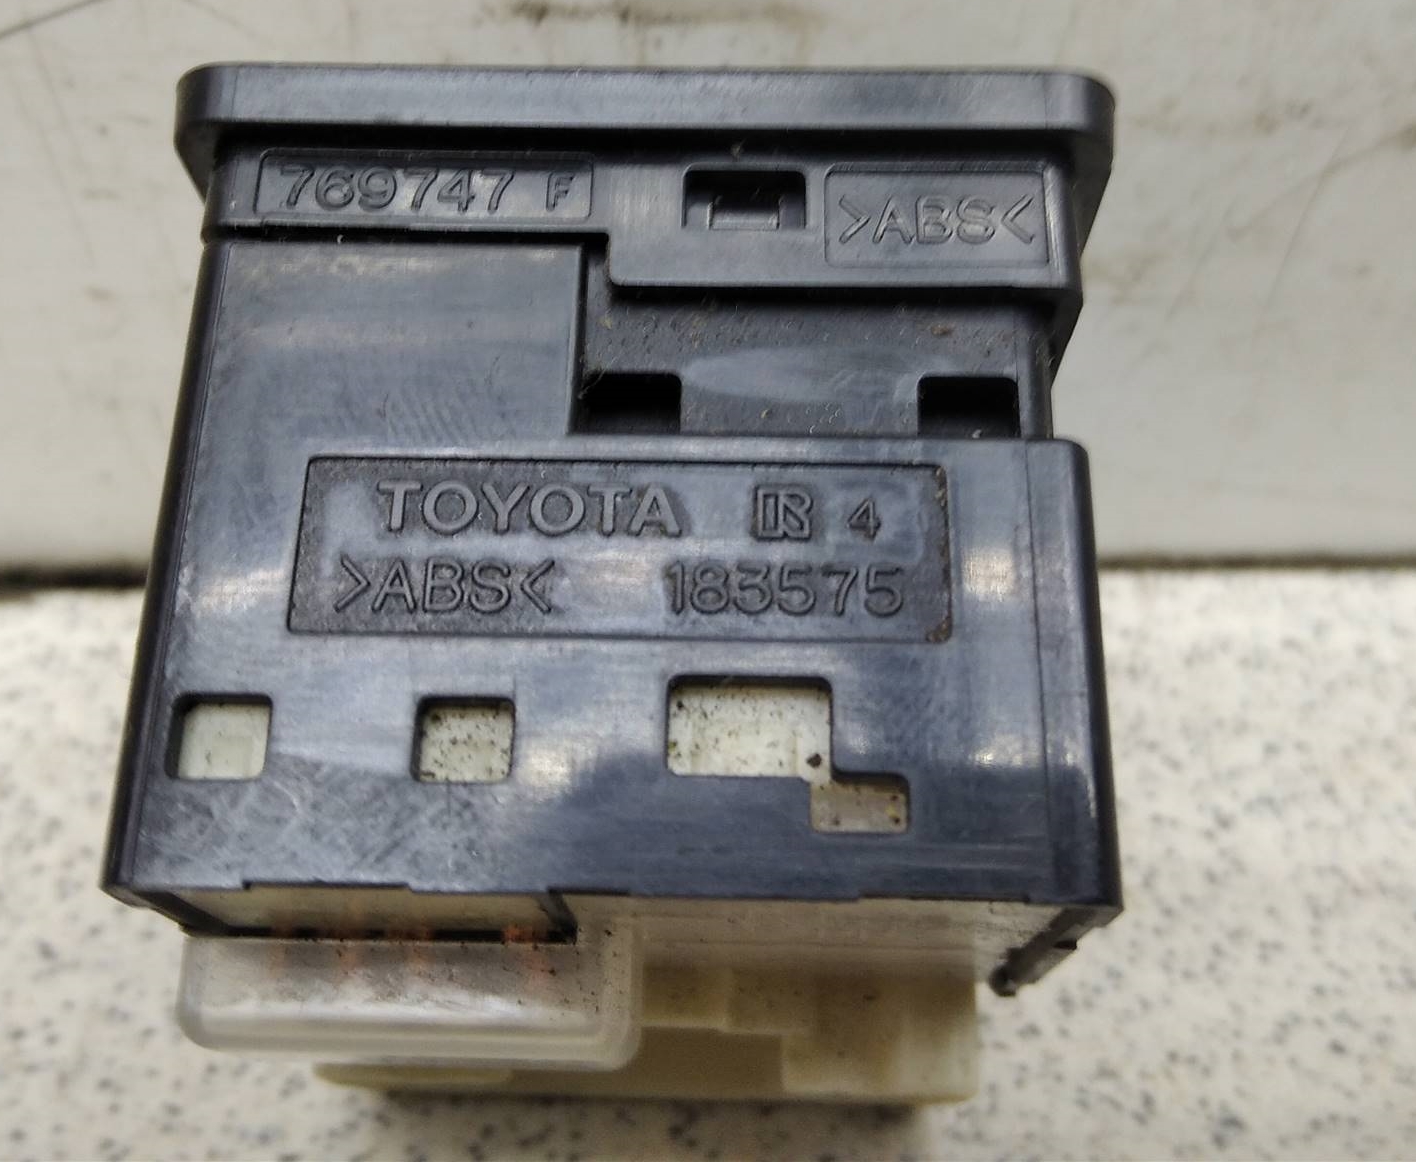 769747 F
>ABS<
TOYOTA R 4
>ABS< 183575